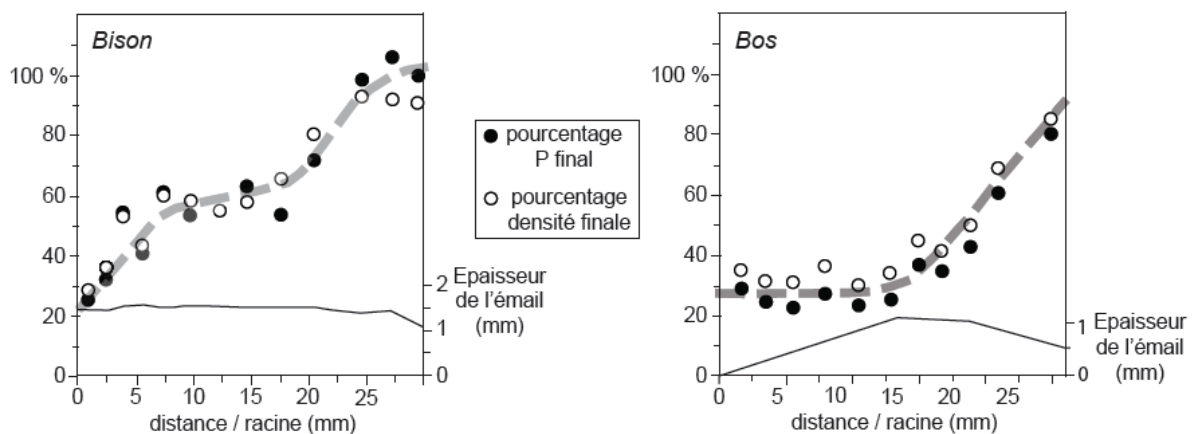 Bison
100 %
80
60
40
20
0
2
1
0
Epaisseur
de l'émail
(mm)
0 5 10 15 20 25
distance / racine (mm)
pourcentage
P final
pourcentage
densité finale
Bos
100 %
80
60
40
20
0
1
0
Epaisseur
de l'émail
(mm)
0 5 10 15 20 25
distance / racine (mm)